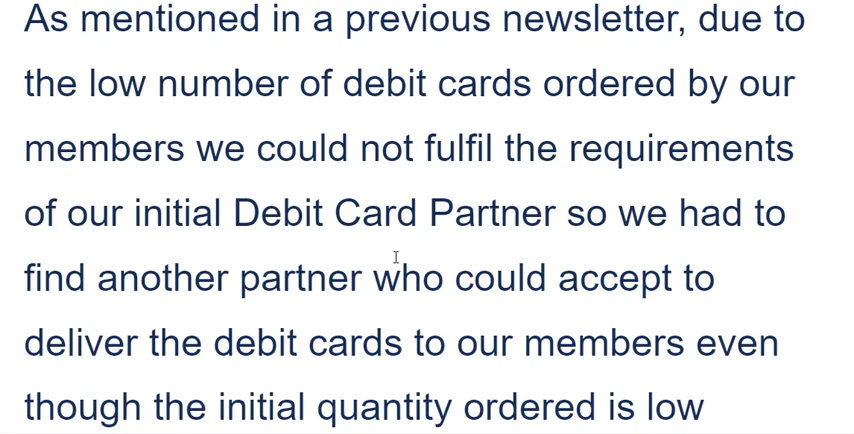 As mentioned in a previous newsletter, due to
the low number of debit cards ordered by our
members we could not fulfil the requirements
of our initial Debit Card Partner so we had to
find another partner who could accept to
deliver the debit cards to our members even
though the initial quantity ordered is low